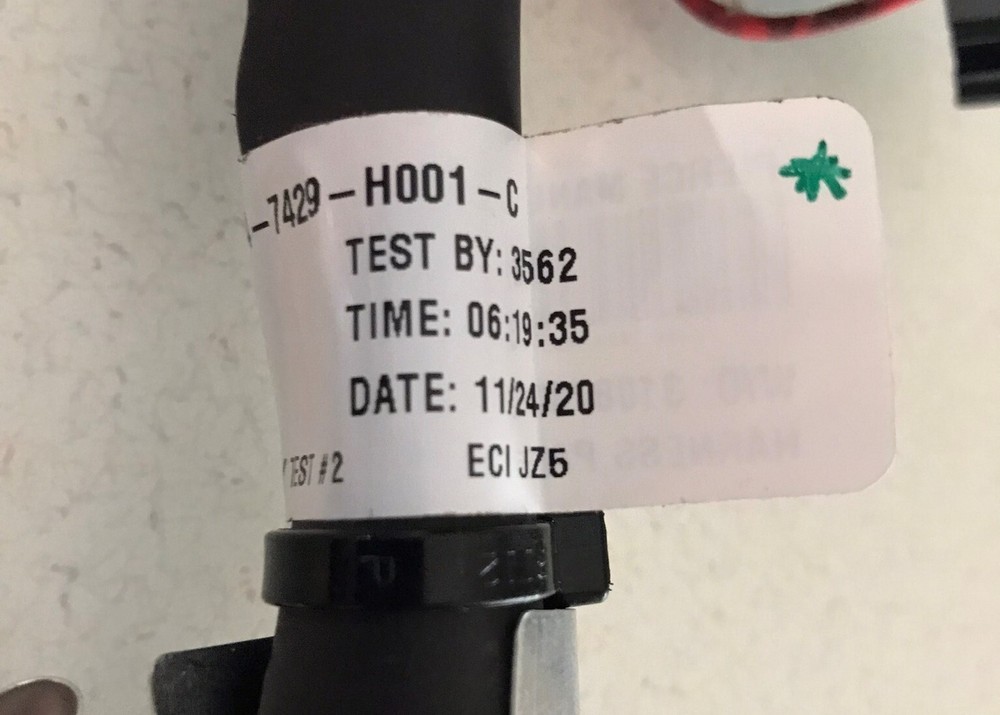 -7429-H001-C
TEST BY: 3562
TIME: 06:19:35
DATE: 11/24/20
TEST #2 ECI JZ5